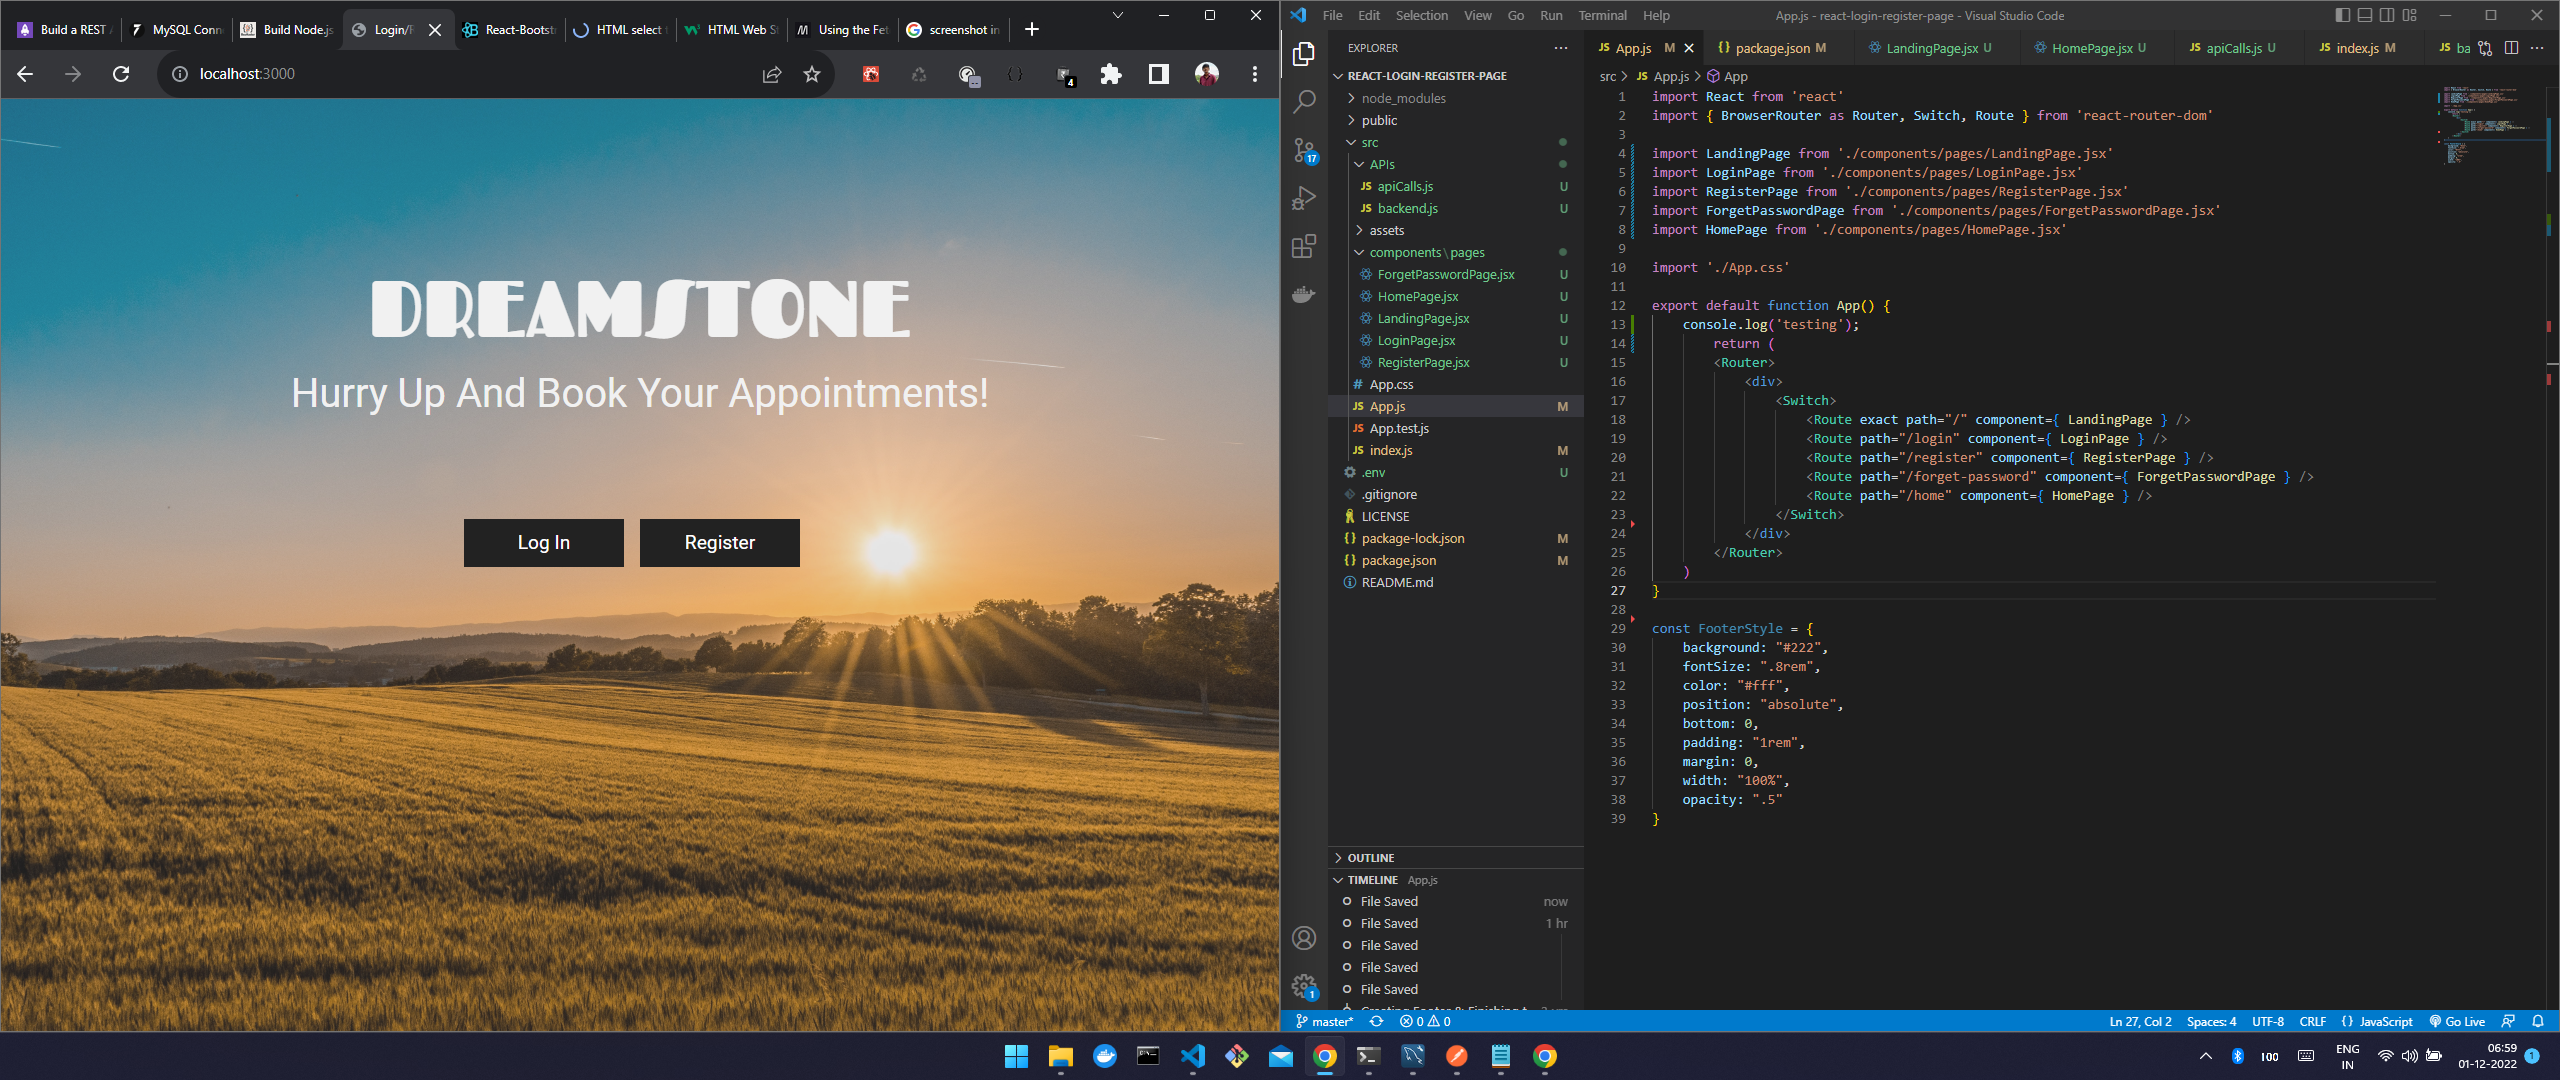 Build a REST
MySQL Conn
Build Node.js
Login/R
React-Bootst
HTML select t
HTML Web St
Using the Fet
screenshot in
localhost:3000
DREAMSTONE
Hurry Up And Book Your Appointments!
Log In
Register
File Edit Selection View Go Run Terminal Help
App.js - react-login-register-page - Visual Studio Code
EXPLORER
REACT-LOGIN-REGISTER-PAGE
node_modules
public
src
APIs
apiCalls.js U
backend.js U
assets
components\pages
ForgetPasswordPage.jsx U
HomePage.jsx U
LandingPage.jsx U
LoginPage.jsx U
RegisterPage.jsx U
App.css
App.js M
App.test.js
index.js M
.env U
.gitignore
LICENSE
package-lock.json M
package.json M
README.md
OUTLINE
TIMELINE App.js
File Saved now
File Saved 1 hr
File Saved
File Saved
File Saved
17
1
App.js M
package.json M
LandingPage.jsx U
HomePage.jsx U
apiCalls.js U
index.js M
ba
src > App.js > App
1 import React from 'react'
2 import { BrowserRouter as Router, Switch, Route } from 'react-router-dom'
3
4 import LandingPage from './components/pages/LandingPage.jsx'
5 import LoginPage from './components/pages/LoginPage.jsx'
6 import RegisterPage from './components/pages/RegisterPage.jsx'
7 import ForgetPasswordPage from './components/pages/ForgetPasswordPage.jsx'
8 import HomePage from './components/pages/HomePage.jsx'
9
10 import './App.css'
11
12 export default function App() {
13 console.log('testing');
14 return (
15 <Router>
16 <div>
17 <Switch>
18 <Route exact path="/" component={ LandingPage } />
19 <Route path="/login" component={ LoginPage } />
20 <Route path="/register" component={ RegisterPage } />
21 <Route path="/forget-password" component={ ForgetPasswordPage } />
22 <Route path="/home" component={ HomePage } />
23 </Switch>
24 </div>
25 </Router>
26 )
27 }
28
29 const FooterStyle = {
30 background: "#222",
31 fontSize: ".8rem",
32 color: "#fff",
33 position: "absolute",
34 bottom: 0,
35 padding: "1rem",
36 margin: 0,
37 width: "100%",
38 opacity: ".5"
39 }
master* 0 0
Ln 27, Col 2 Spaces: 4 UTF-8 CRLF JavaScript Go Live
100
ENG
IN
06:59
01-12-2022
1